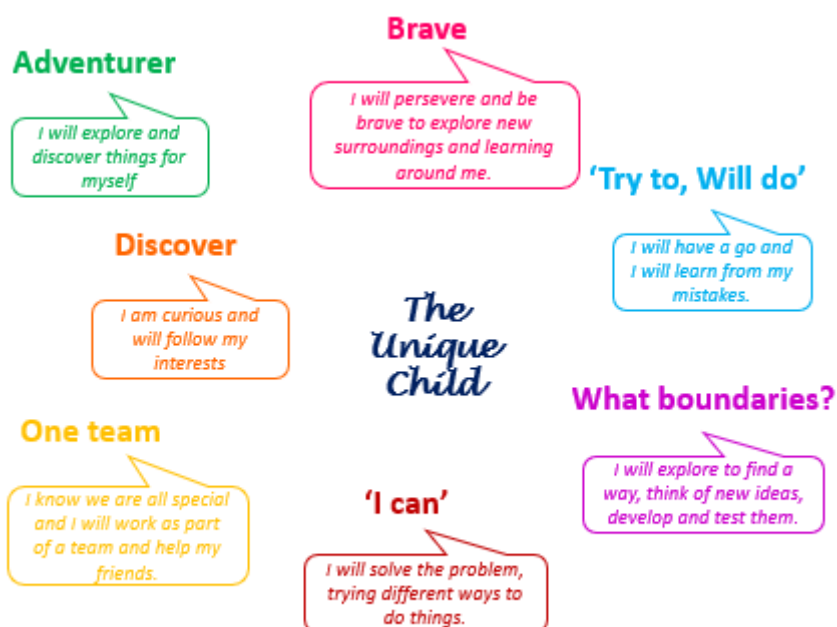 Brave
I will persevere and be
brave to explore new
surroundings and learning
around me.
Adventurer
I will explore and
discover things for
myself
'Try to, Will do'
I will have a go and
I will learn from my
mistakes.
Discover
I am curious and
will follow my
interests
The
Unique
Child
What boundaries?
I will explore to find a
way, think of new ideas,
develop and test them.
One team
I know we are all special
and I will work as part
of a team and help my
friends.
'I can'
I will solve the problem,
trying different ways to
do things.